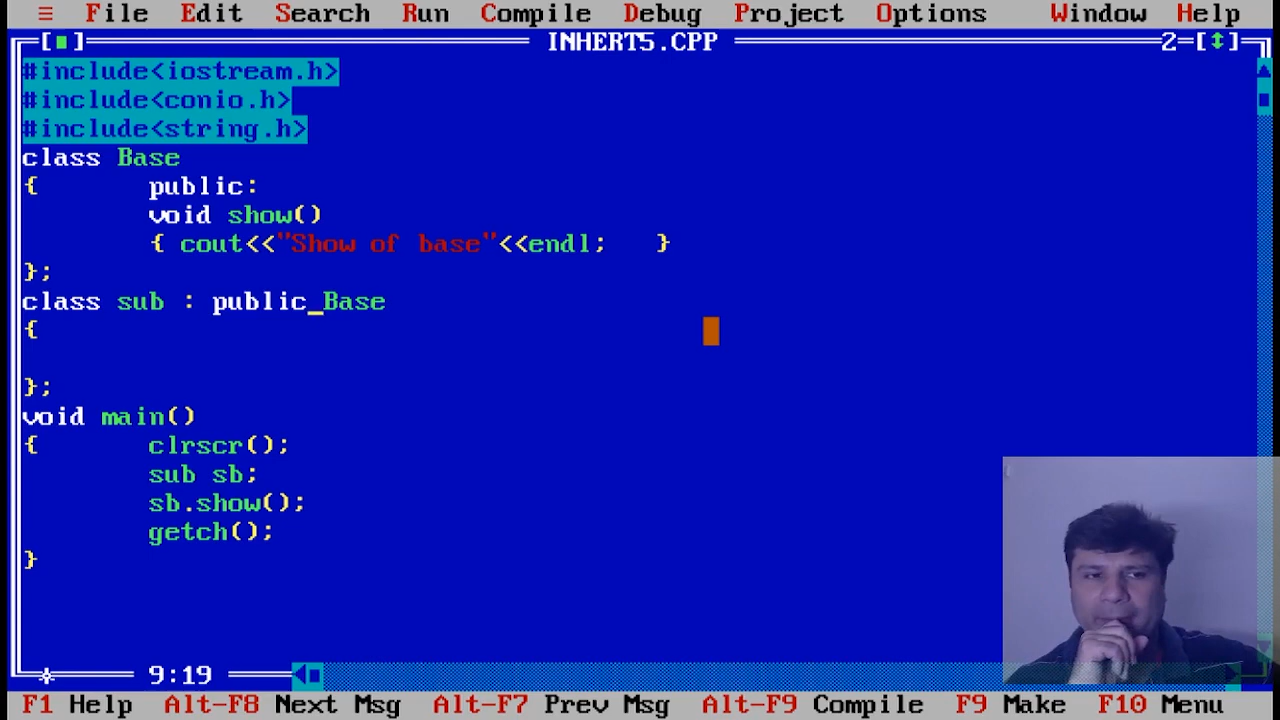 ≡ File Edit Search Run Compile Debug Project Options Window Help
[■] INHERT5.CPP 2=[↕]
#include<iostream.h>
#include<conio.h>
#include<string.h>
class Base
{ public:
void show()
{ cout<<"Show of base"<<endl; }
};
class sub : public_Base
{
};
void main()
{ clrscr();
sub sb;
sb.show();
getch();
}
9:19
F1 Help Alt-F8 Next Msg Alt-F7 Prev Msg Alt-F9 Compile F9 Make F10 Menu